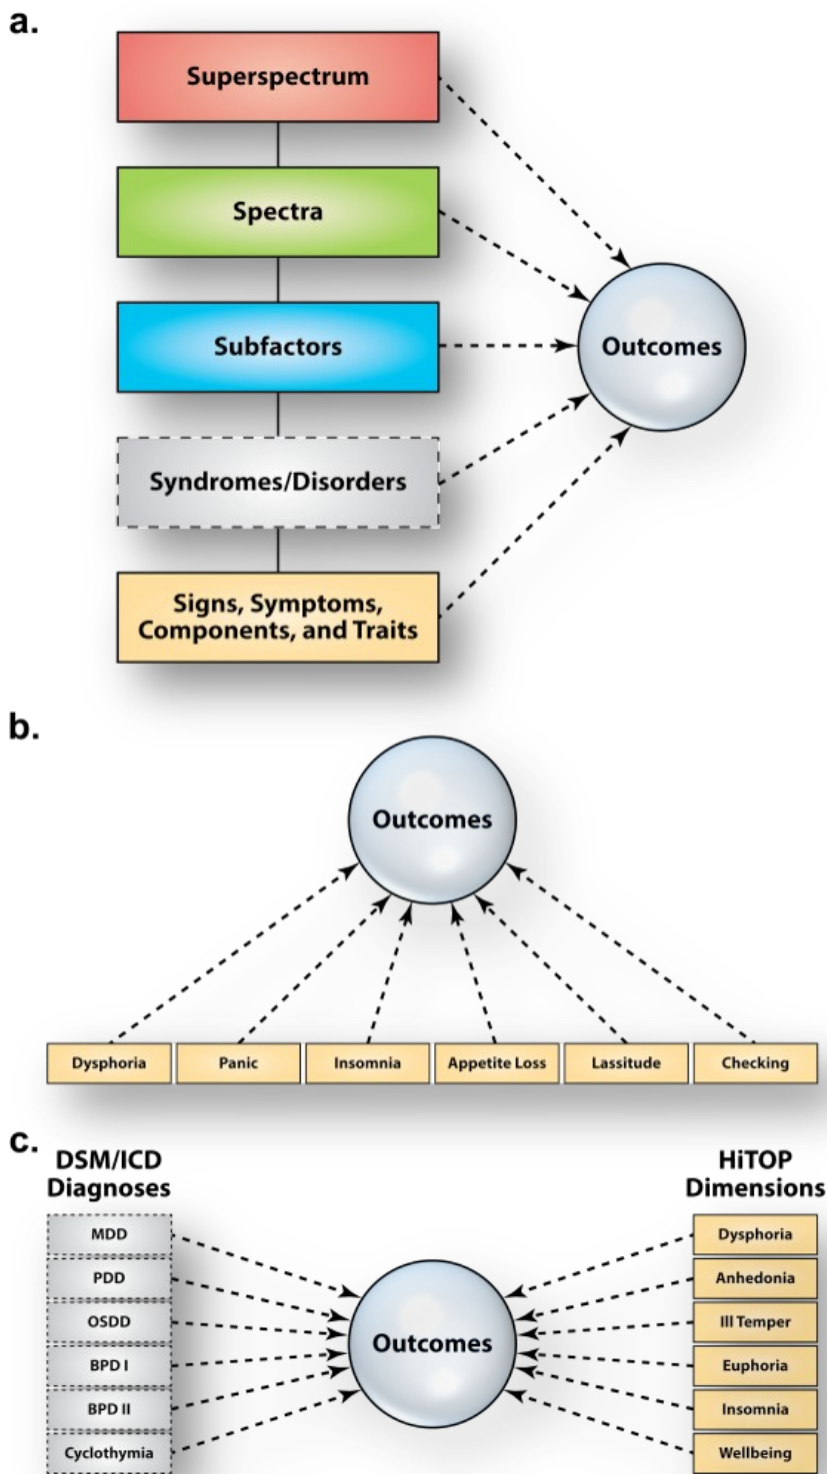 a.
Superspectrum
Spectra
Subfactors
Outcomes
Syndromes/Disorders
Signs, Symptoms,
Components, and Traits
b.
Outcomes
Dysphoria
Panic
Insomnia
Appetite Loss
Lassitude
Checking
c.
DSM/ICD
Diagnoses
MDD
PDD
OSDD
BPD I
BPD II
Cyclothymia
Outcomes
HiTOP
Dimensions
Dysphoria
Anhedonia
Ill Temper
Euphoria
Insomnia
Wellbeing